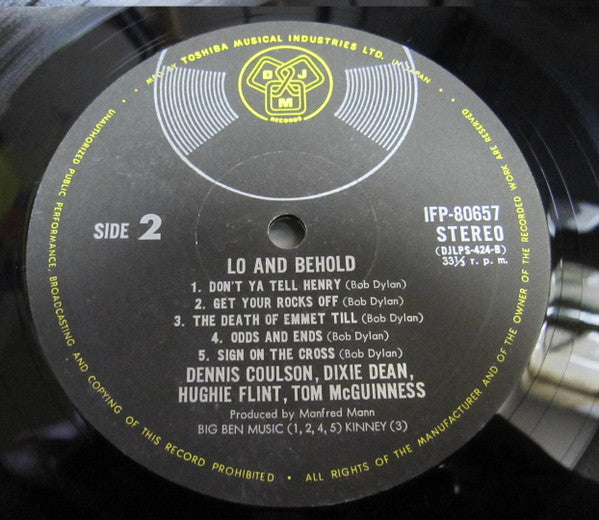 MFD BY TOSHIBA MUSICAL INDUSTRIES LTD. IN JAPAN
D J
M
RECORDS
SIDE 2
IFP-80657
STEREO
(DJLPS-424-B)
33⅓ r. p. m.
LO AND BEHOLD
1. DON'T YA TELL HENRY (Bob Dylan)
2. GET YOUR ROCKS OFF (Bob Dylan)
3. THE DEATH OF EMMET TILL (Bob Dylan)
4. ODDS AND ENDS (Bob Dylan)
5. SIGN ON THE CROSS (Bob Dylan)
DENNIS COULSON, DIXIE DEAN,
HUGHIE FLINT, TOM McGUINNESS
Produced by Manfred Mann
BIG BEN MUSIC (1, 2, 4, 5) KINNEY (3)
UNAUTHORIZED PUBLIC PERFORMANCE, BROADCASTING AND COPYING OF THIS RECORD PROHIBITED • ALL RIGHTS OF THE MANUFACTURER AND OF THE OWNER OF THE RECORDED WORK ARE RESERVED